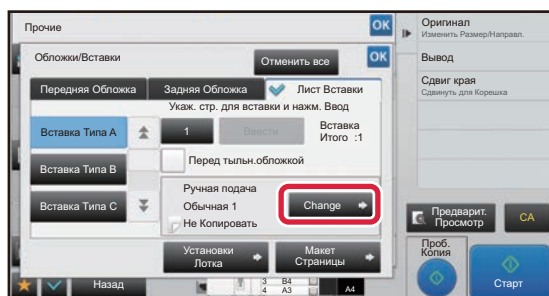 Прочие
OK
Обложки/Вставки
Отменить все
OK
Передняя Обложка
Задняя Обложка
Лист Вставки
Укаж. стр. для вставки и нажм. Ввод
Вставка Типа А
1
Ввести
Вставка
Итого :1
Вставка Типа В
Перед тыльн.обложкой
Вставка Типа С
Ручная подача
Обычная 1
Не Копировать
Change
Установки
Лотка
Макет
Страницы
Назад
3 B4
4 A3
A4
Оригинал
Изменить Размер/Направл.
Вывод
Сдвиг края
Сдвинуть для Корешка
Предварит.
Просмотр
CA
Проб.
Копия
Старт